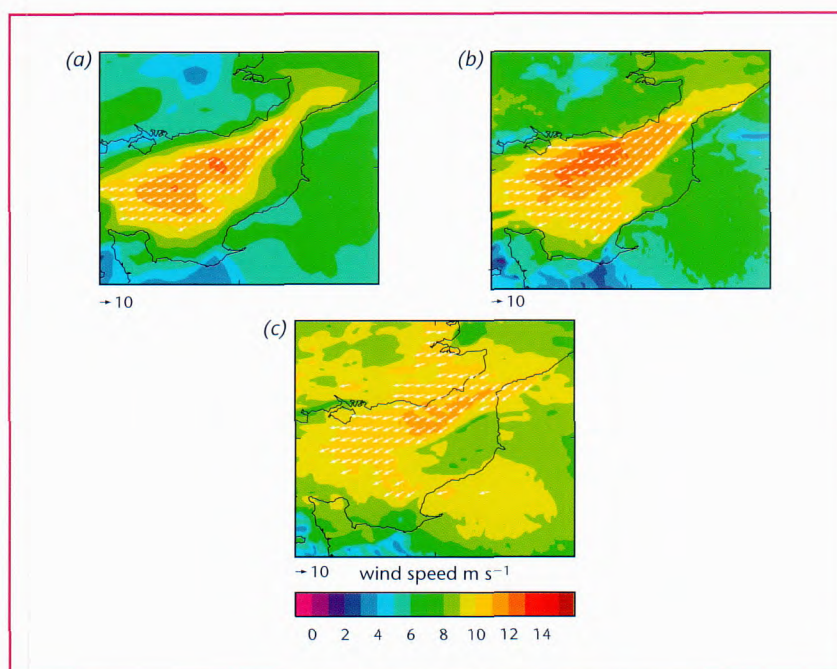 (a)
(b)
→ 10
→ 10
(c)
→ 10 wind speed m s⁻¹
0 2 4 6 8 10 12 14